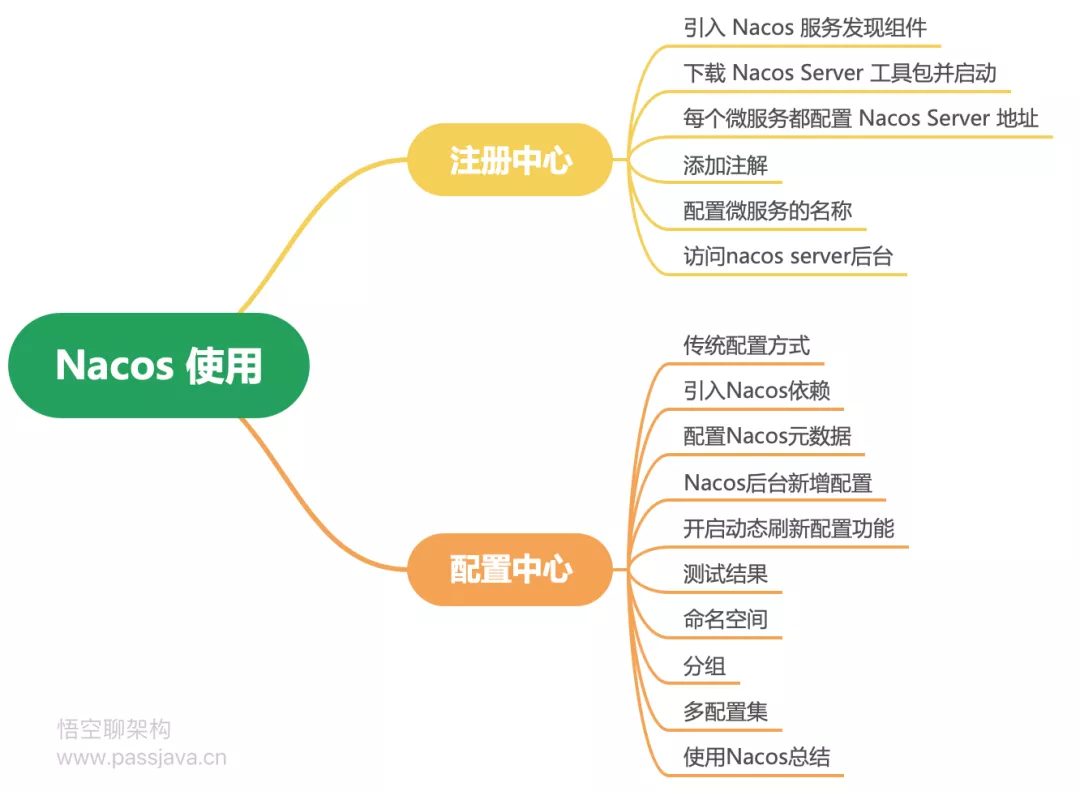 Nacos 使用
注册中心
引入 Nacos 服务发现组件
下载 Nacos Server 工具包并启动
每个微服务都配置 Nacos Server 地址
添加注解
配置微服务的名称
访问nacos server后台
配置中心
传统配置方式
引入Nacos依赖
配置Nacos元数据
Nacos后台新增配置
开启动态刷新配置功能
测试结果
命名空间
分组
多配置集
使用Nacos总结
悟空聊架构
www.passjava.cn